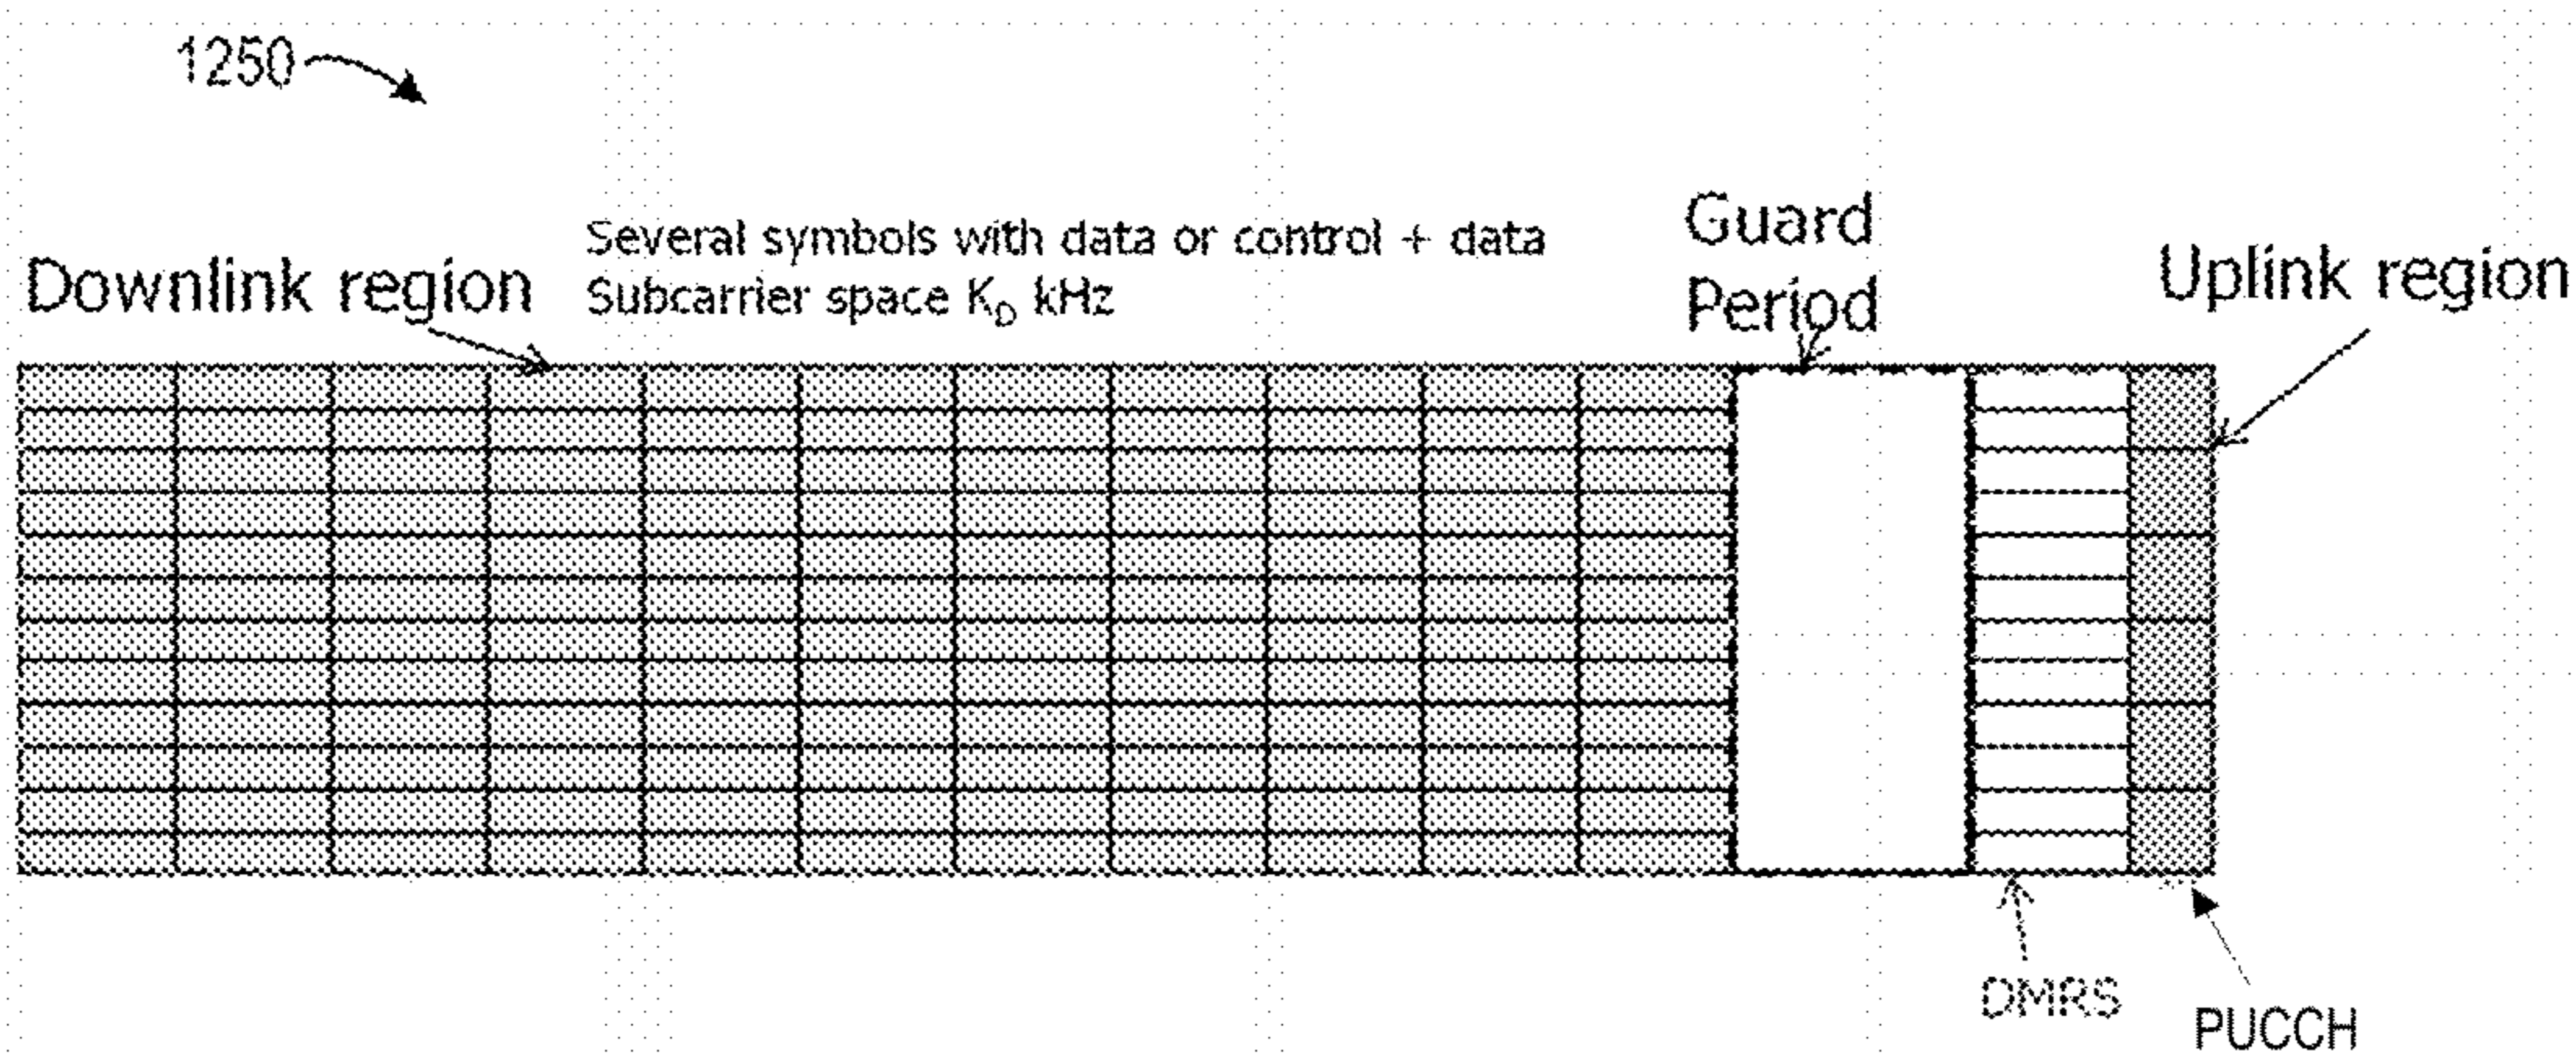 1250
Several symbols with data or control + data
Subcarrier space K_D kHz
Downlink region
Guard
Period
Uplink region
DMRS
PUCCH